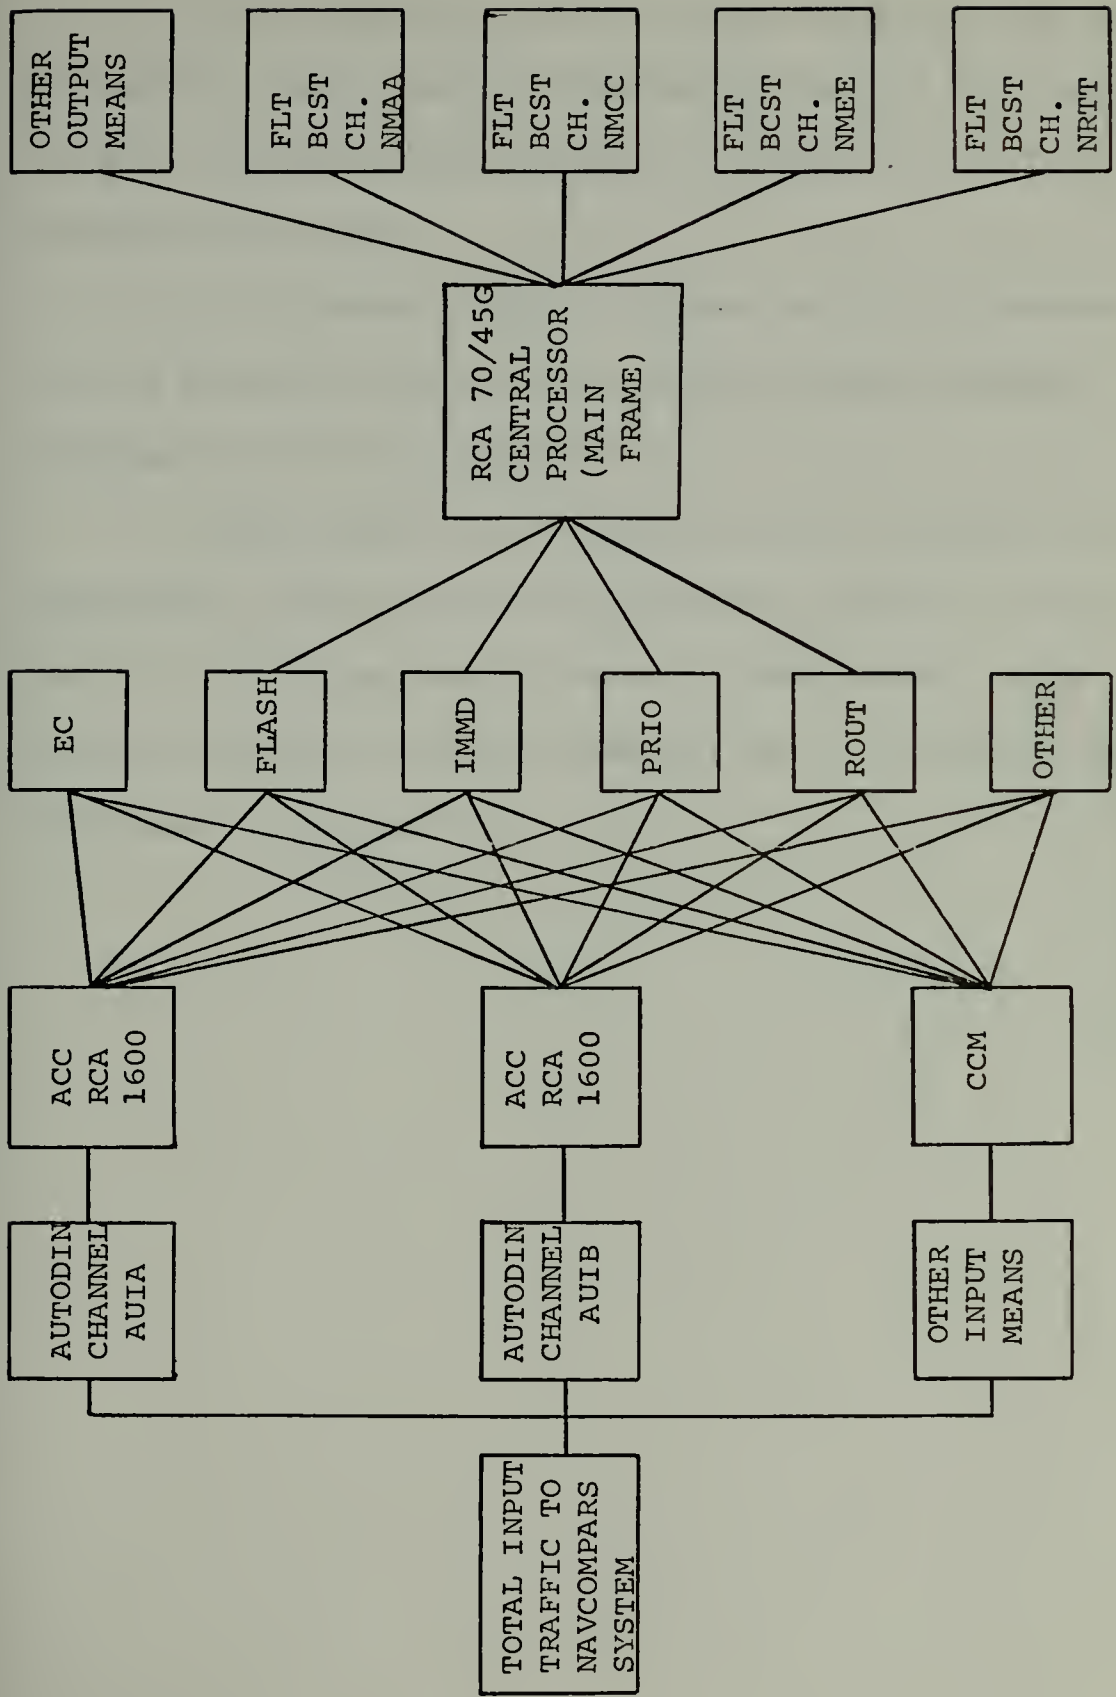 TOTAL INPUT
TRAFFIC TO
NAVCOMPARS
SYSTEM
AUTODIN
CHANNEL
AUIA
AUTODIN
CHANNEL
AUIB
OTHER
INPUT
MEANS
ACC
RCA
1600
ACC
RCA
1600
CCM
EC
FLASH
IMMD
PRIO
ROUT
OTHER
RCA 70/45G
CENTRAL
PROCESSOR
(MAIN
FRAME)
OTHER
OUTPUT
MEANS
FLT
BCST
CH.
NMAA
FLT
BCST
CH.
NMCC
FLT
BCST
CH.
NMEE
FLT
BCST
CH.
NRTT